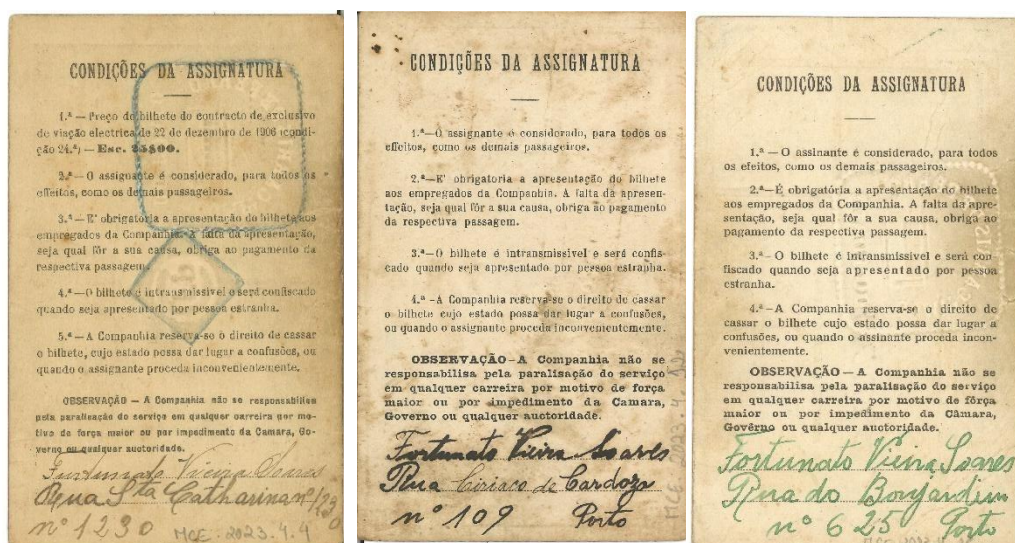 CONDIÇÕES DA ASSIGNATURA
1.ª — Preço do bilhete do contracto de exclusivo
de viação electrica de 22 de dezembro de 1906 (condi-
ção 24.ª) — Esc. 25$00.
2.ª — O assignante é considerado, para todos os
effeitos, como os demais passageiros.
3.ª — E' obrigatoria a apresentação do bilhete aos
empregados da Companhia. A falta da apresentação,
seja qual fôr a sua causa, obriga ao pagamento da
respectiva passagem.
4.ª — O bilhete é intransmissivel e será confiscado
quando seja apresentado por pessoa estranha.
5.ª — A Companhia reserva-se o direito de cassar
o bilhete, cujo estado possa dar lugar a confusões, ou
quando o assignante proceda inconvenientemente.
OBSERVAÇÃO — A Companhia não se responsabilisa
pela paralisação do serviço em qualquer carreira por mo-
tivo de força maior ou por impedimento da Camara, Go-
verno ou qualquer auctoridade.
Fortunato Vieira Soares
Rua Sta Catharina nº
nº 1230
MCE. 2023.4.4
CONDIÇÕES DA ASSIGNATURA
1.ª — O assignante é considerado, para todos os
effeitos, como os demais passageiros.
2.ª — E' obrigatoria a apresentação do bilhete
aos empregados da Companhia. A falta da apresen-
tação, seja qual fôr a sua causa, obriga ao pagamento
da respectiva passagem.
3.ª — O bilhete é intransmissivel e será confis-
cado quando seja apresentado por pessoa estranha.
4.ª — A Companhia reserva-se o direito de cassar
o bilhete cujo estado possa dar lugar a confusões,
ou quando o assignante proceda inconvenientemente.
OBSERVAÇÃO — A Companhia não se
responsabilisa pela paralisação do serviço
em qualquer carreira por motivo de força
maior ou por impedimento da Camara,
Governo ou qualquer auctoridade.
Fortunato Vieira Soares
Rua Ciriaco de Cardozo
nº 109 Porto
CONDIÇÕES DA ASSIGNATURA
1.ª — O assinante é considerado, para todos
os efeitos, como os demais passageiros.
2.ª — É obrigatória a apresentação do bilhete
aos empregados da Companhia. A falta da apre-
sentação, seja qual fôr a sua causa, obriga ao
pagamento da respectiva passagem.
3.ª — O bilhete é intransmissivel e será con-
fiscado quando seja apresentado por pessoa
estranha.
4.ª — A Companhia reserva-se o direito de
cassar o bilhete cujo estado possa dar lugar a
confusões, ou quando o assinante proceda incon-
venientemente.
OBSERVAÇÃO — A Companhia não se
responsabilisa pela paralisação do serviço
em qualquer carreira por motivo de fôrça
maior ou por impedimento da Câmara,
Govêrno ou qualquer auctoridade.
Fortunato Vieira Soares
Rua do Bonjardim
nº 625 Porto